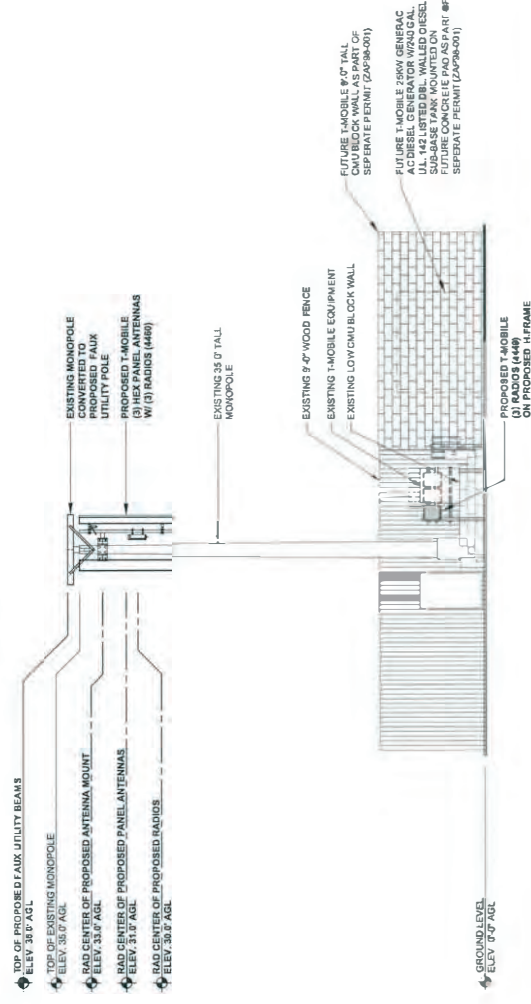 TOP OF PROPOSED FAUX UTILITY BEAMS
ELEV. 36.0' AGL
TOP OF EXISTING MONOPOLE
ELEV. 35.0' AGL
RAD CENTER OF PROPOSED ANTENNA MOUNT
ELEV. 33.0' AGL
RAD CENTER OF PROPOSED PANEL ANTENNAS
ELEV. 31.0' AGL
RAD CENTER OF PROPOSED RADIOS
ELEV. 30.0' AGL
GROUND LEVEL
ELEV 0'-0" AGL
EXISTING MONOPOLE
CONVERTED TO
PROPOSED FAUX
UTILITY POLE
PROPOSED T-MOBILE
(3) HEX PANEL ANTENNAS
W/ (3) RADIOS (4460)
EXISTING 35 0' TALL
MONOPOLE
EXISTING 9'-0" WOOD FENCE
EXISTING T-MOBILE EQUIPMENT
EXISTING LOW CMU BLOCK WALL
PROPOSED T-MOBILE
(3) RADIOS (4449)
ON PROPOSED H-FRAME
FUTURE T-MOBILE 9'-0" TALL
CMU BLOCK WALL AS PART OF
SEPERATE PERMIT (ZAP98-001)
FUTURE T-MOBILE 25KW GENERAC
AC DIESEL GENERATOR W/240 GAL.
U.L. 142 LISTED DBL. WALLED DIESEL
SUB-BASE TANK MOUNTED ON
FUTURE CONCRETE PAD AS PART OF
SEPERATE PERMIT (ZAP98-001)